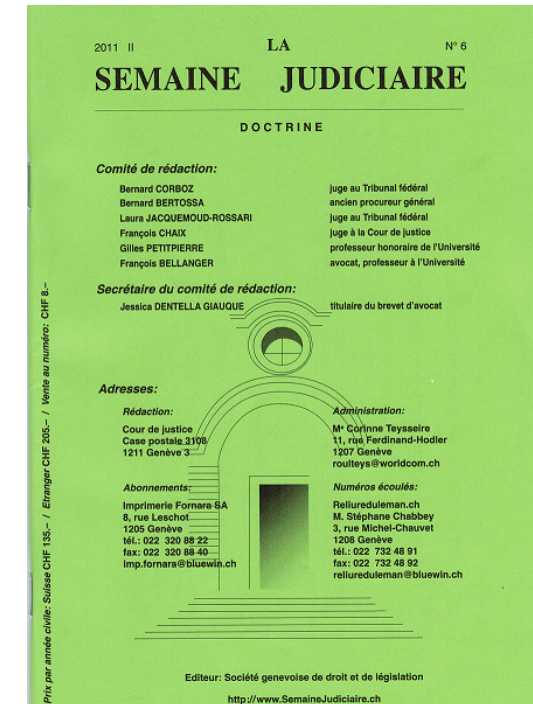 2011 II
LA
N° 6
SEMAINE JUDICIAIRE
DOCTRINE
Comité de rédaction:
Bernard CORBOZ juge au Tribunal fédéral
Bernard BERTOSSA ancien procureur général
Laura JACQUEMOUD-ROSSARI juge au Tribunal fédéral
François CHAIX juge à la Cour de justice
Gilles PETITPIERRE professeur honoraire de l'Université
François BELLANGER avocat, professeur à l'Université
Secrétaire du comité de rédaction:
Jessica DENTELLA GIAUQUE titulaire du brevet d'avocat
Adresses:
Rédaction:
Cour de justice
Case postale 3108
1211 Genève 3
Administration:
Me Corinne Teysseire
11, rue Ferdinand-Hodler
1207 Genève
roulteys@worldcom.ch
Abonnements:
Imprimerie Fornara SA
8, rue Leschot
1205 Genève
tél.: 022 320 88 22
fax: 022 320 88 40
imp.fornara@bluewin.ch
Numéros écoulés:
Reliureduleman.ch
M. Stéphane Chabbey
3, rue Michel-Chauvet
1208 Genève
tél.: 022 732 48 91
fax: 022 732 48 92
reliureduleman@bluewin.ch
Prix par année civile: Suisse CHF 135.– / Etranger CHF 205.– / Vente au numéro: CHF 8.–
Editeur: Société genevoise de droit et de législation
http://www.SemaineJudiciaire.ch